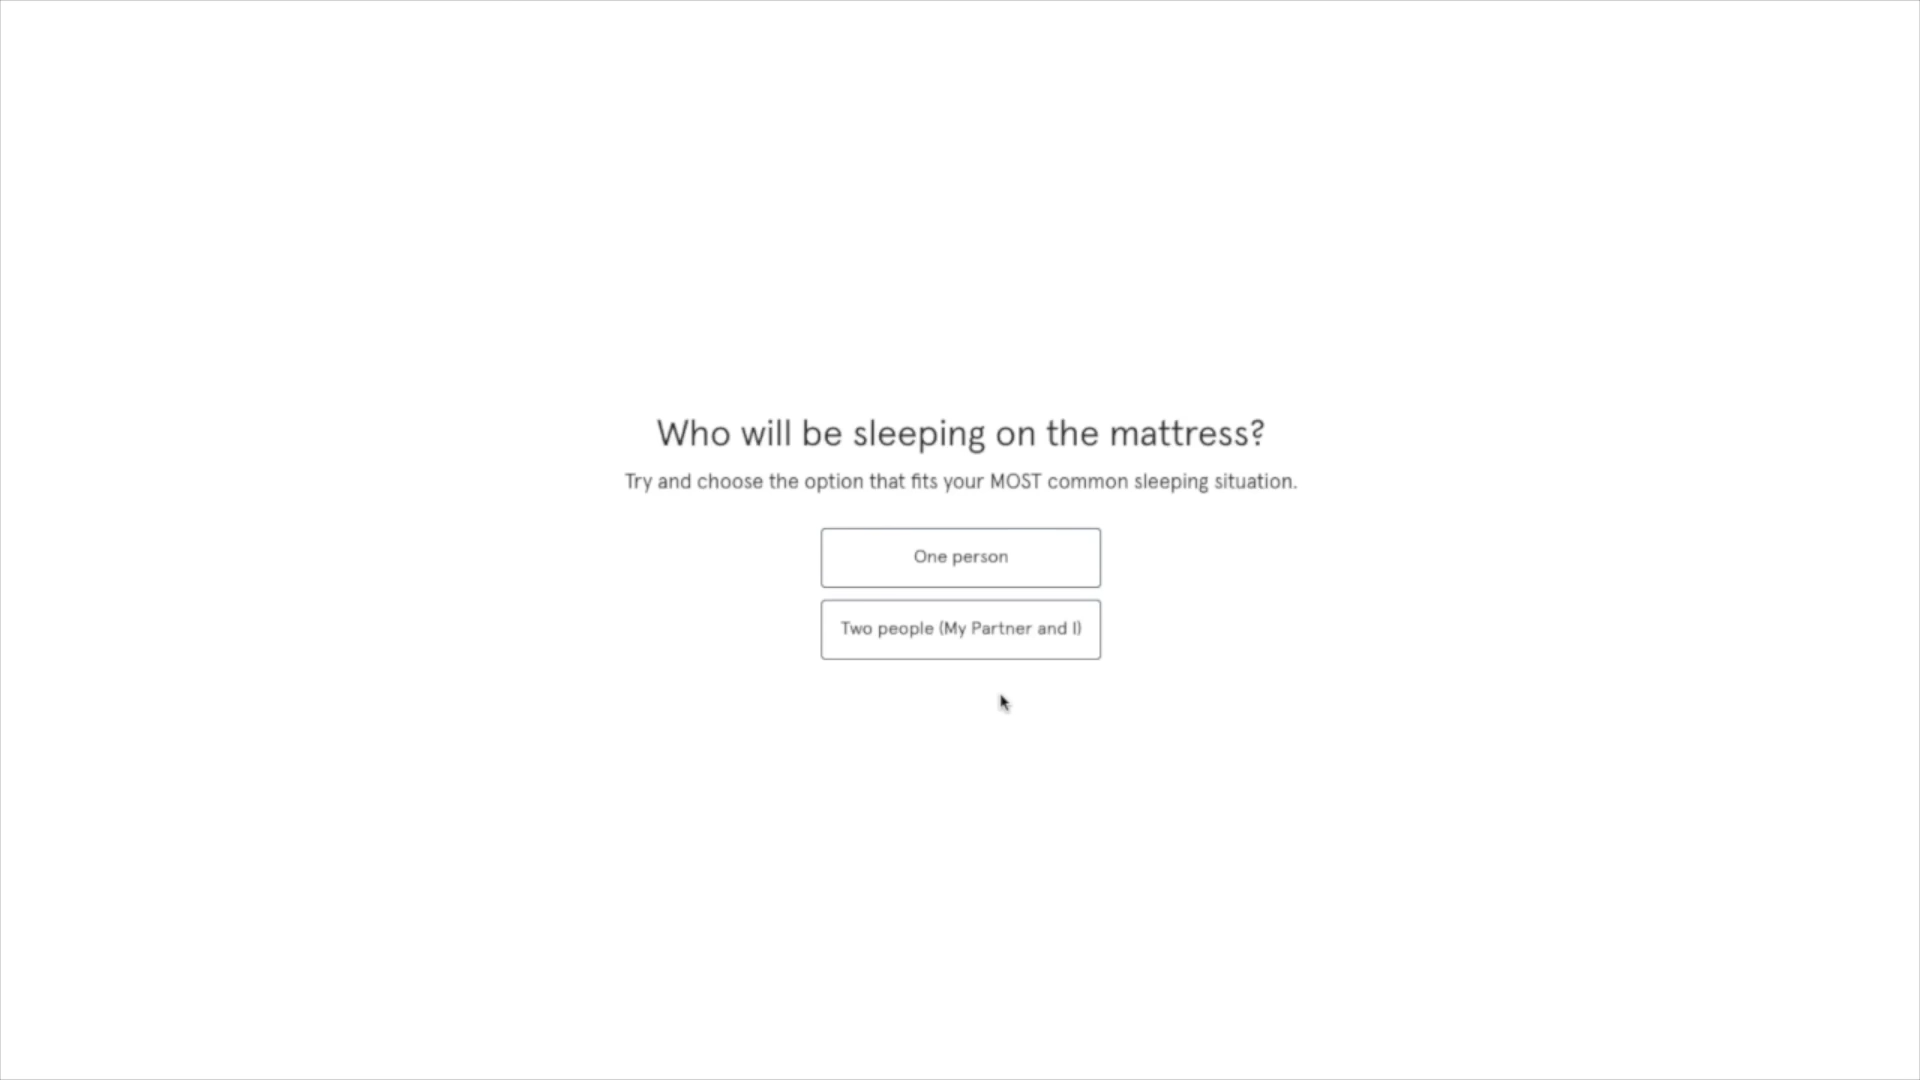 Who will be sleeping on the mattress?
Try and choose the option that fits your MOST common sleeping situation.
One person
Two people (My Partner and I)